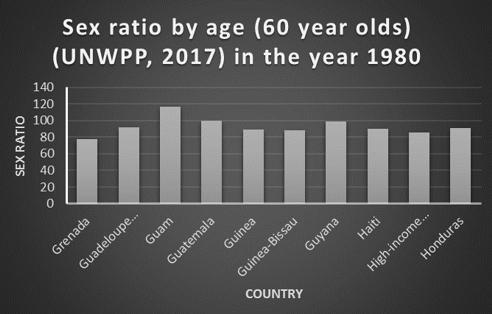 Sex ratio by age (60 year olds)
(UNWPP, 2017) in the year 1980
140
120
100
80
60
40
20
0
SEX RATIO
Grenada
Guadeloupe...
Guam
Guatemala
Guinea
Guinea-Bissau
Guyana
Haiti
High-income...
Honduras
COUNTRY